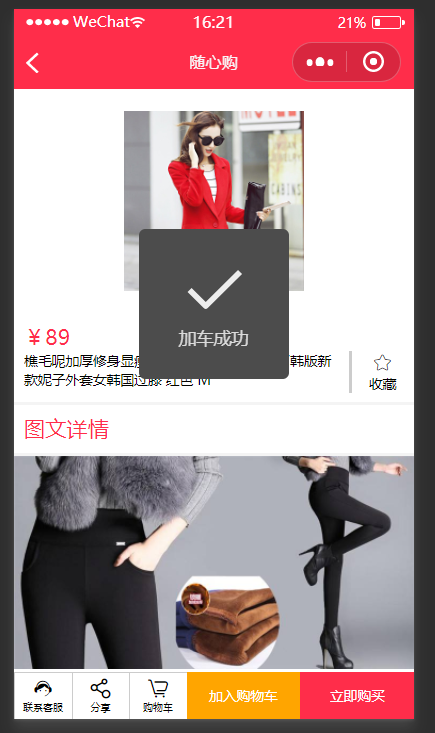 WeChat 16:21 21%
随心购
MOTEL
CABINS
加车成功
￥89
樵毛呢加厚修身显 韩版新
款妮子外套女韩国过膝 红色 M
收藏
图文详情
联系客服 分享 购物车 加入购物车 立即购买